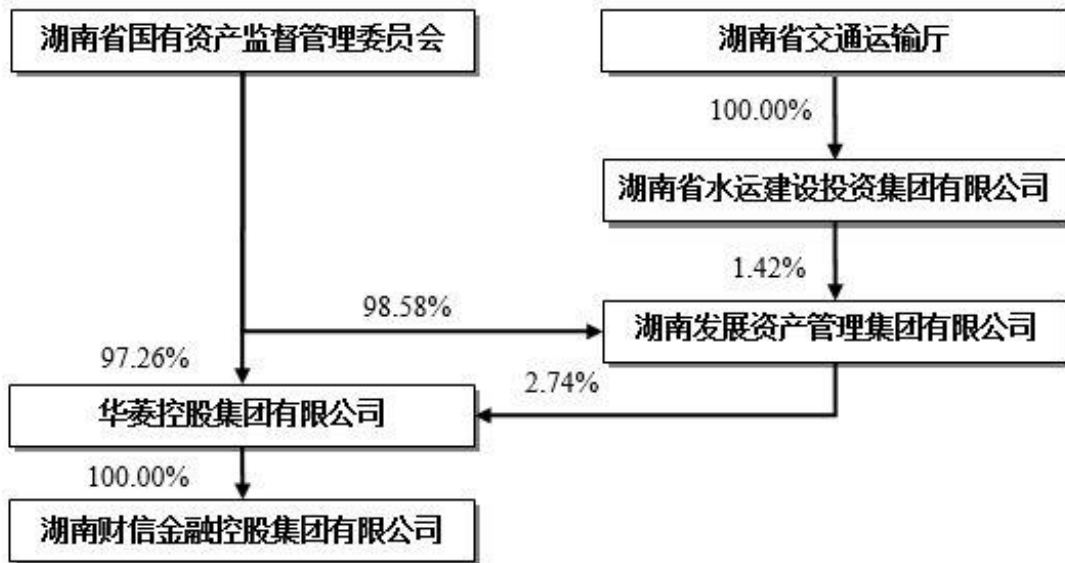 湖南省国有资产监督管理委员会
湖南省交通运输厅
100.00%
湖南省水运建设投资集团有限公司
1.42%
98.58%
湖南发展资产管理集团有限公司
97.26%
2.74%
华菱控股集团有限公司
100.00%
湖南财信金融控股集团有限公司